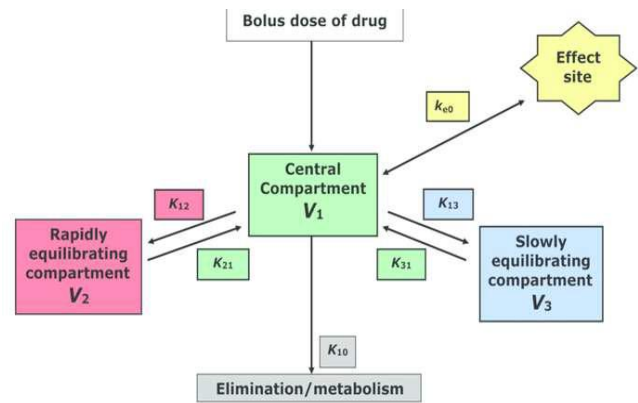 Bolus dose of drug
Effect
site
ke0
Central
Compartment
V1
K12
K13
Rapidly
equilibrating
compartment
V2
K21
K31
Slowly
equilibrating
compartment
V3
K10
Elimination/metabolism